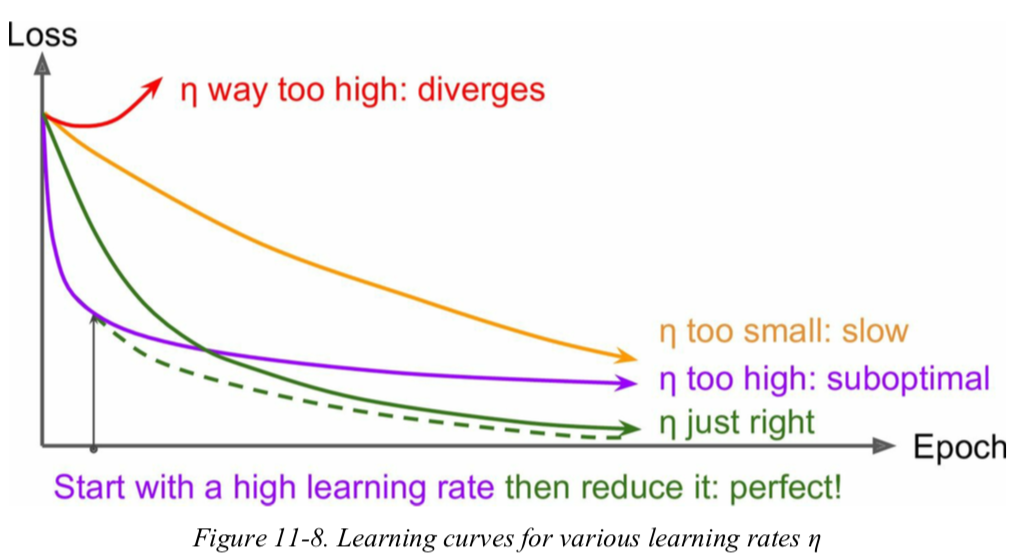 Loss
η way too high: diverges
η too small: slow
η too high: suboptimal
η just right
Epoch
Start with a high learning rate then reduce it: perfect!
Figure 11-8. Learning curves for various learning rates η